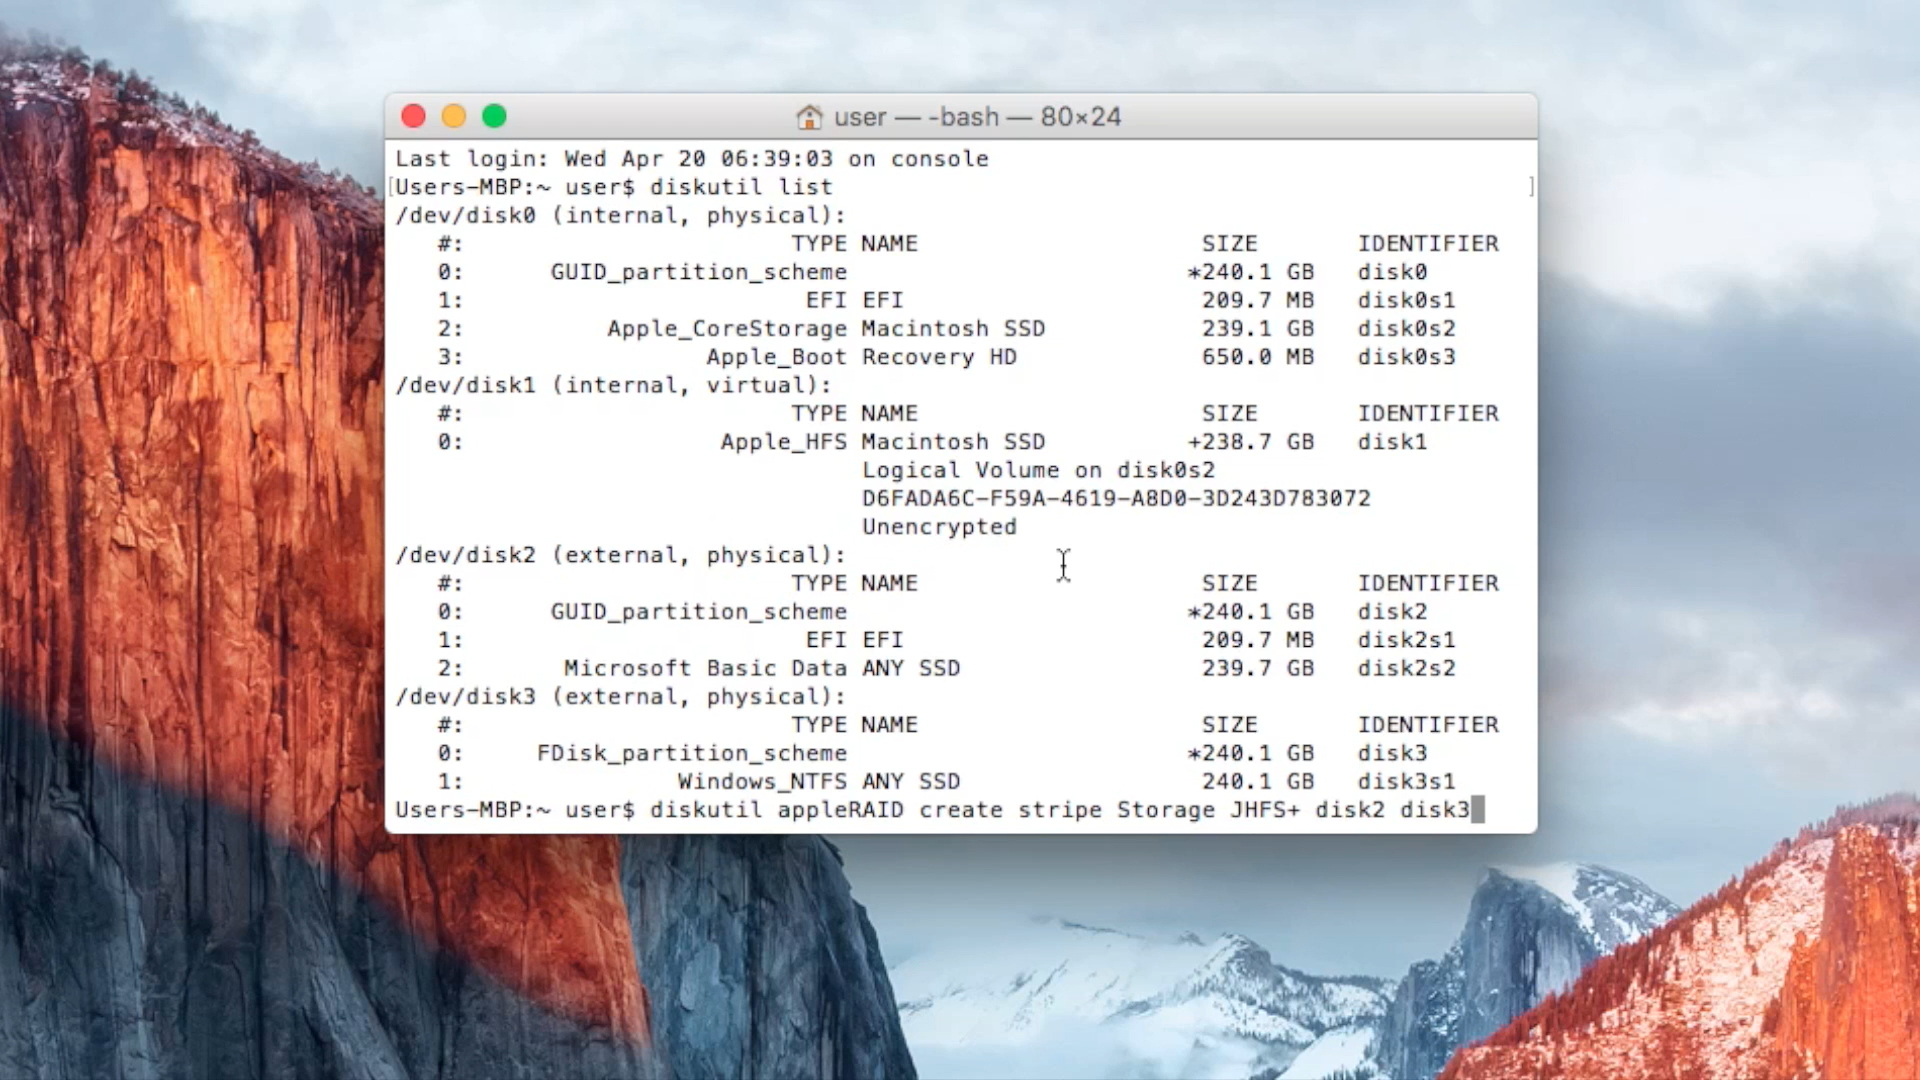 user — -bash — 80×24
Last login: Wed Apr 20 06:39:03 on console
[Users-MBP:~ user$ diskutil list ]
/dev/disk0 (internal, physical):
#: TYPE NAME SIZE IDENTIFIER
0: GUID_partition_scheme *240.1 GB disk0
1: EFI EFI 209.7 MB disk0s1
2: Apple_CoreStorage Macintosh SSD 239.1 GB disk0s2
3: Apple_Boot Recovery HD 650.0 MB disk0s3
/dev/disk1 (internal, virtual):
#: TYPE NAME SIZE IDENTIFIER
0: Apple_HFS Macintosh SSD +238.7 GB disk1
Logical Volume on disk0s2
D6FADA6C-F59A-4619-A8D0-3D243D783072
Unencrypted
/dev/disk2 (external, physical):
#: TYPE NAME SIZE IDENTIFIER
0: GUID_partition_scheme *240.1 GB disk2
1: EFI EFI 209.7 MB disk2s1
2: Microsoft Basic Data ANY SSD 239.7 GB disk2s2
/dev/disk3 (external, physical):
#: TYPE NAME SIZE IDENTIFIER
0: FDisk_partition_scheme *240.1 GB disk3
1: Windows_NTFS ANY SSD 240.1 GB disk3s1
Users-MBP:~ user$ diskutil appleRAID create stripe Storage JHFS+ disk2 disk3